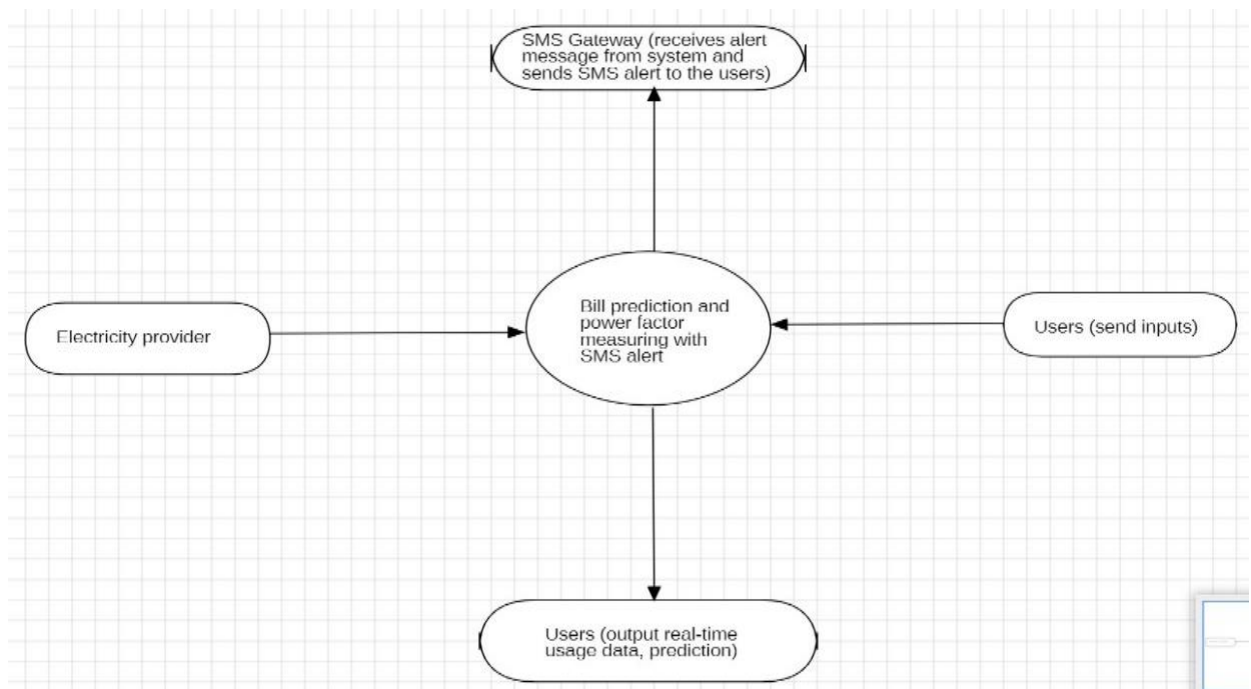 SMS Gateway (receives alert
message from system and
sends SMS alert to the users)
Bill prediction and
power factor
measuring with
SMS alert
Electricity provider
Users (send inputs)
Users (output real-time
usage data, prediction)